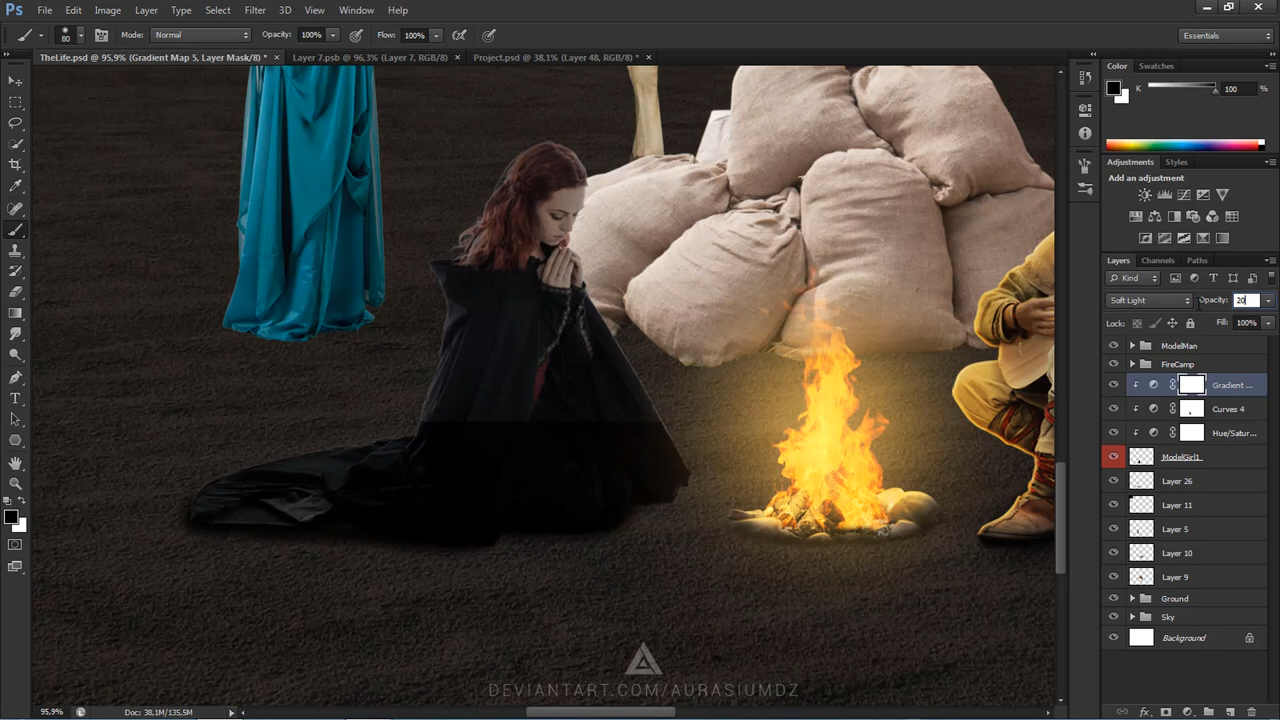 Ps File Edit Image Layer Type Select Filter 3D View Window Help
80 Mode: Normal Opacity: 100% Flow: 100% Essentials
TheLife.psd @ 95,9% (Gradient Map 5, Layer Mask/8) * × Layer 7.psb @ 96,3% (Layer 7, RGB/8) × Project.psd @ 38,1% (Layer 48, RGB/8) * ×
Color Swatches
K 100 %
Adjustments Styles
Add an adjustment
Layers Channels Paths
Kind
Soft Light Opacity: 20
Lock: Fill: 100%
ModelMan
FireCamp
Gradient ...
Curves 4
Hue/Satur...
ModelGirl1
Layer 26
Layer 11
Layer 5
Layer 10
Layer 9
Ground
Sky
Background
DEVIANTART.COM/AURASIUMDZ
95,9% Doc: 38,1M/135,5M